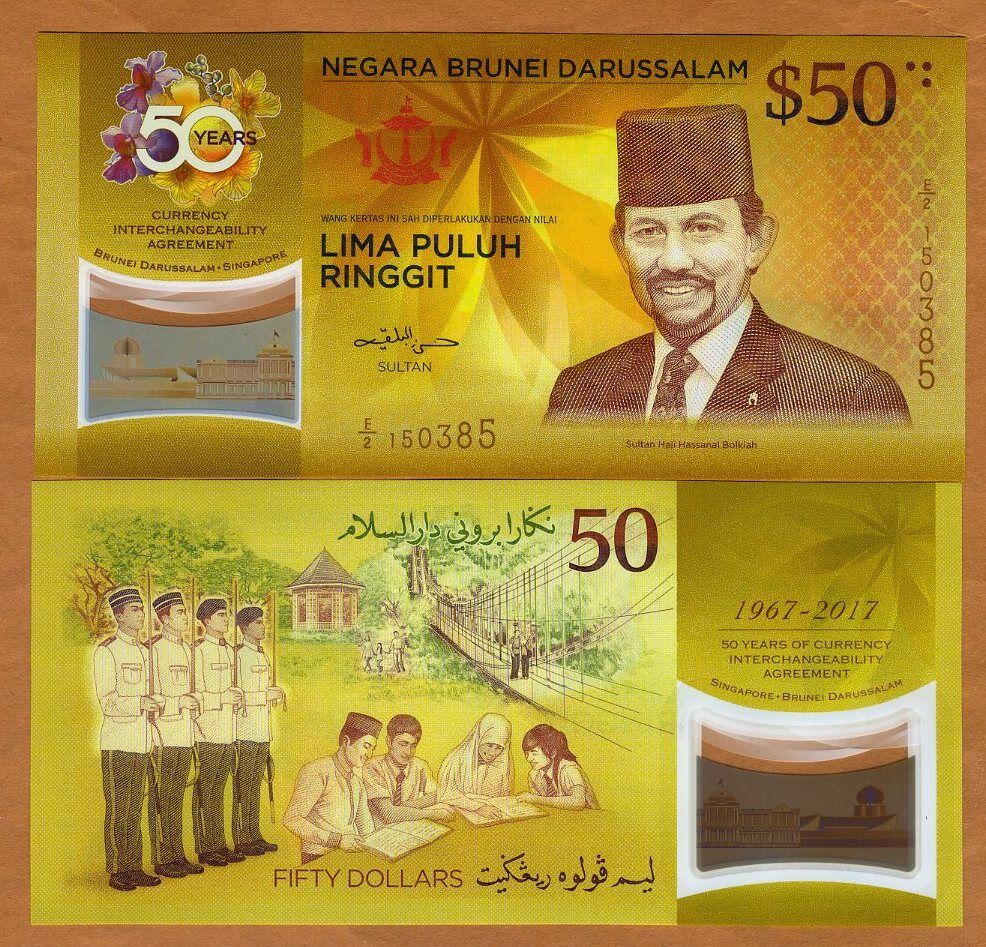 50 YEARS
CURRENCY
INTERCHANGEABILITY
AGREEMENT
BRUNEI DARUSSALAM • SINGAPORE
NEGARA BRUNEI DARUSSALAM
$50
WANG KERTAS INI SAH DIPERLAKUKAN DENGAN NILAI
LIMA PULUH
RINGGIT
SULTAN
E/2 150385
E/2 150385
Sultan Haji Hassanal Bolkiah
نݢارا بروني دارالسلام
50
1967-2017
50 YEARS OF CURRENCY
INTERCHANGEABILITY
AGREEMENT
SINGAPORE • BRUNEI DARUSSALAM
FIFTY DOLLARS
ليم ڤولوه ريڠݢيت